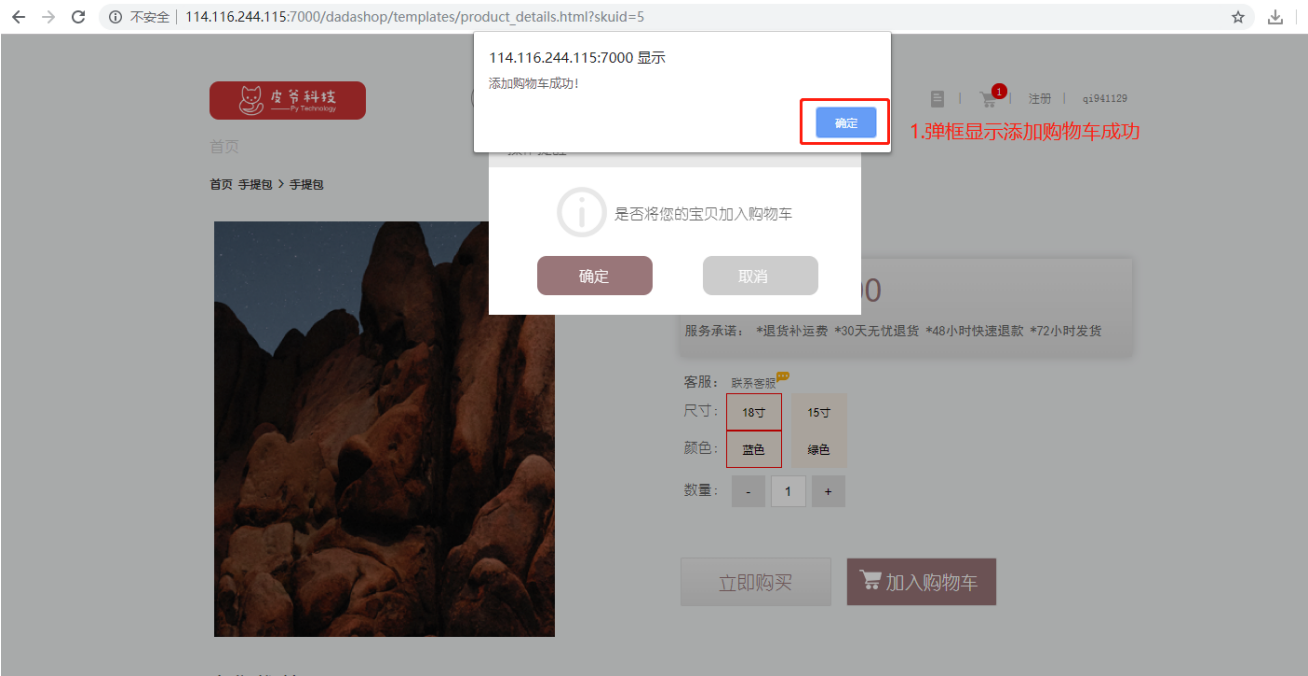 不安全 | 114.116.244.115:7000/dadashop/templates/product_details.html?skuid=5
114.116.244.115:7000 显示
添加购物车成功!
确定
皮爷科技
Py Technology
1
注册
qi941129
1.弹框显示添加购物车成功
首页
首页 手提包 > 手提包
是否将您的宝贝加入购物车
确定
取消
服务承诺: *退货补运费 *30天无忧退货 *48小时快速退款 *72小时发货
客服: 联系客服
尺寸: 18寸 15寸
颜色: 蓝色 绿色
数量: - 1 +
立即购买
加入购物车